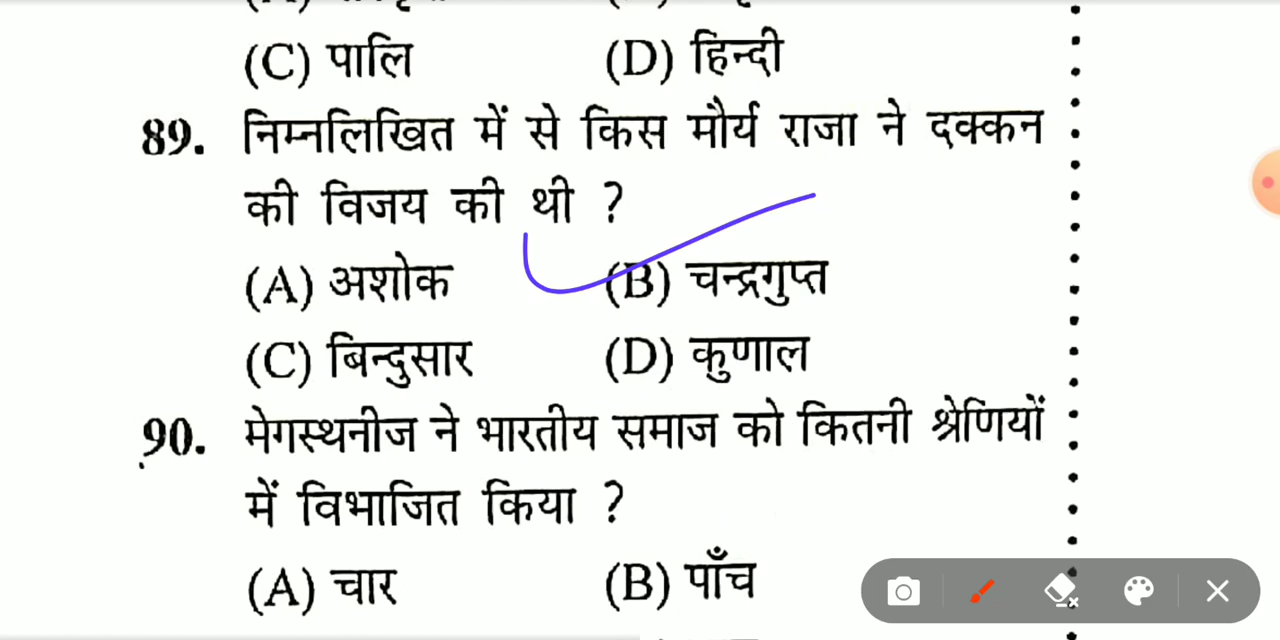 (C) पालि (D) हिन्दी
89. निम्नलिखित में से किस मौर्य राजा ने दक्कन
की विजय की थी ?
(A) अशोक (B) चन्द्रगुप्त
(C) बिन्दुसार (D) कुणाल
90. मेगस्थनीज ने भारतीय समाज को कितनी श्रेणियों
में विभाजित किया ?
(A) चार (B) पाँच